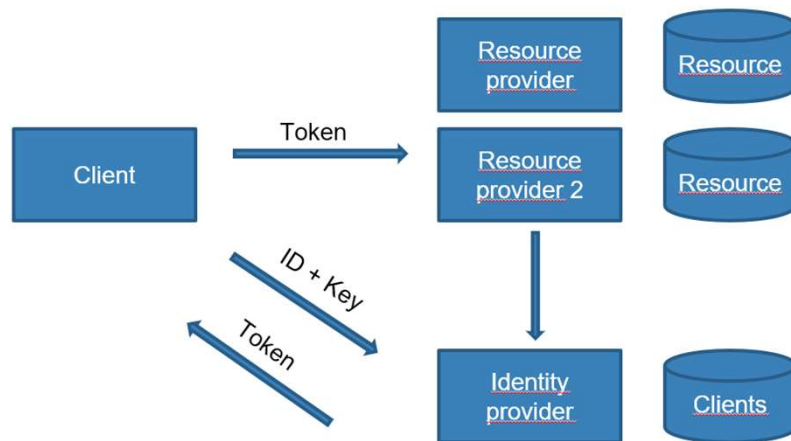 Resource
provider
Resource
Client
Token
Resource
provider 2
Resource
ID + Key
Token
Identity
provider
Clients